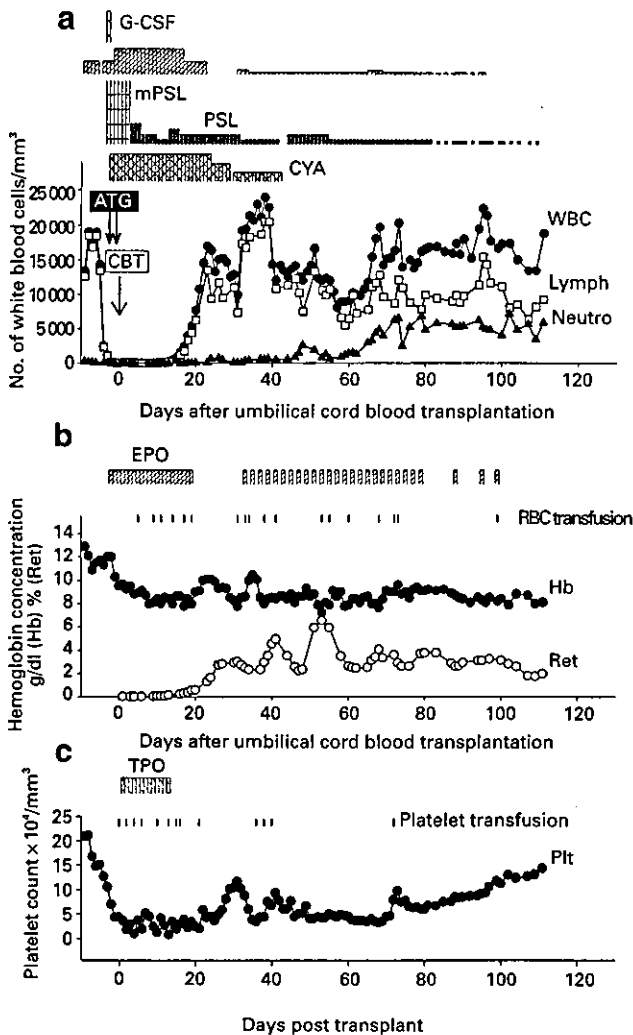 a
G-CSF
mPSL
PSL
CYA
ATG
CBT
No. of white blood cells/mm³
25 000
20 000
15 000
10 000
5 000
0
WBC
Lymph
Neutro
0 20 40 60 80 100 120
Days after umbilical cord blood transplantation
b
EPO
RBC transfusion
Hemoglobin concentration
g/dl (Hb) % (Ret)
14
12
10
8
6
4
2
0
Hb
Ret
0 20 40 60 80 100 120
Days after umbilical cord blood transplantation
c
TPO
Platelet transfusion
Platelet count × 10⁴/mm³
25
20
15
10
5
0
Plt
0 20 40 60 80 100 120
Days post transplant